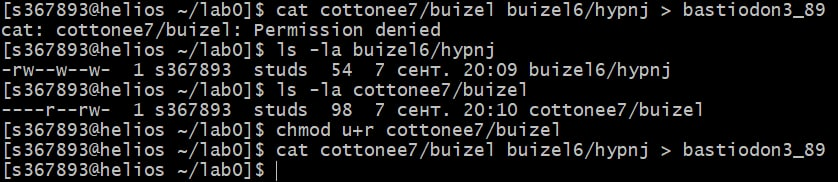 [s367893@helios ~/lab0]$ cat cottonee7/buizel buizel6/hypnj > bastiodon3_89
cat: cottonee7/buizel: Permission denied
[s367893@helios ~/lab0]$ ls -la buizel6/hypnj
-rw--w--w-  1 s367893  studs  54  7 сент. 20:09 buizel6/hypnj
[s367893@helios ~/lab0]$ ls -la cottonee7/buizel
----r--rw-  1 s367893  studs  98  7 сент. 20:10 cottonee7/buizel
[s367893@helios ~/lab0]$ chmod u+r cottonee7/buizel
[s367893@helios ~/lab0]$ cat cottonee7/buizel buizel6/hypnj > bastiodon3_89
[s367893@helios ~/lab0]$